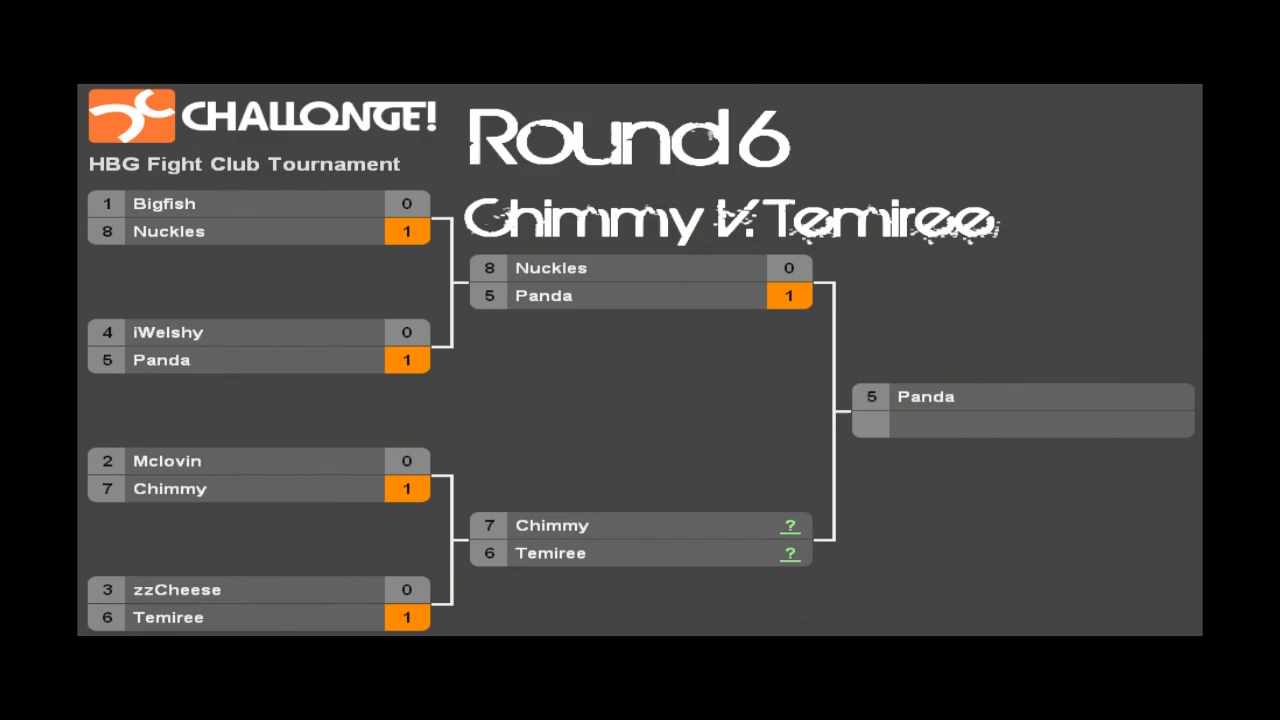 CHALLONGE!
HBG Fight Club Tournament
Round 6
Chimmy V. Temiree
1 Bigfish 0
8 Nuckles 1
4 iWelshy 0
5 Panda 1
2 Mclovin 0
7 Chimmy 1
3 zzCheese 0
6 Temiree 1
8 Nuckles 0
5 Panda 1
7 Chimmy ?
6 Temiree ?
5 Panda